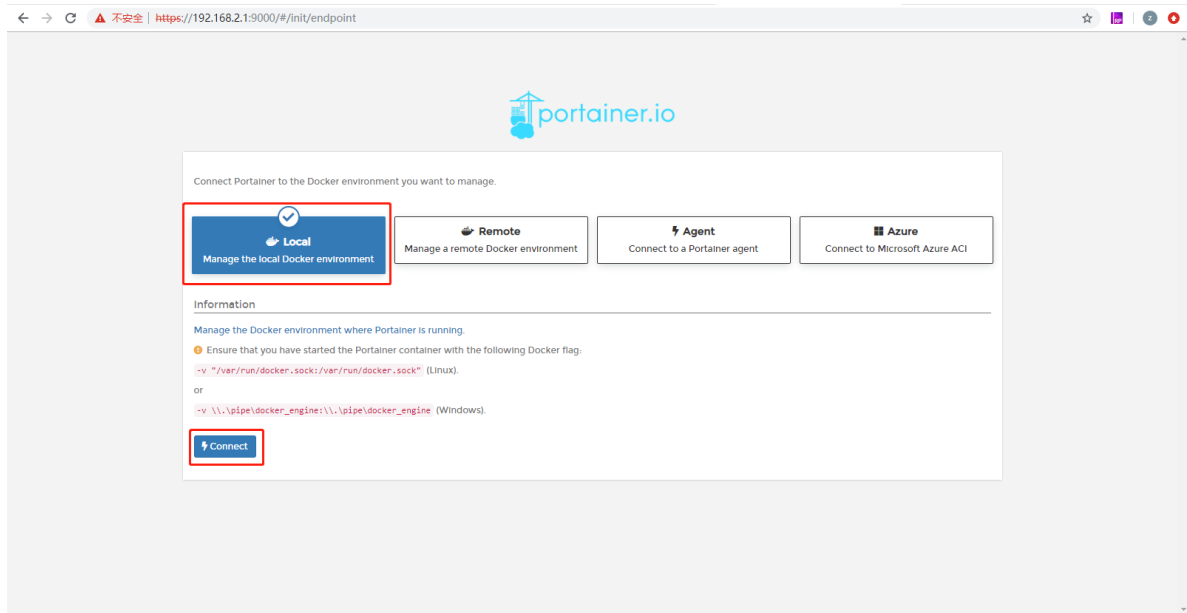 不安全 | https://192.168.2.1:9000/#/init/endpoint
portainer.io
Connect Portainer to the Docker environment you want to manage.
Local
Manage the local Docker environment
Remote
Manage a remote Docker environment
Agent
Connect to a Portainer agent
Azure
Connect to Microsoft Azure ACI
Information
Manage the Docker environment where Portainer is running.
Ensure that you have started the Portainer container with the following Docker flag:
-v "/var/run/docker.sock:/var/run/docker.sock" (Linux).
or
-v \\.\pipe\docker_engine:\\.\pipe\docker_engine (Windows).
Connect